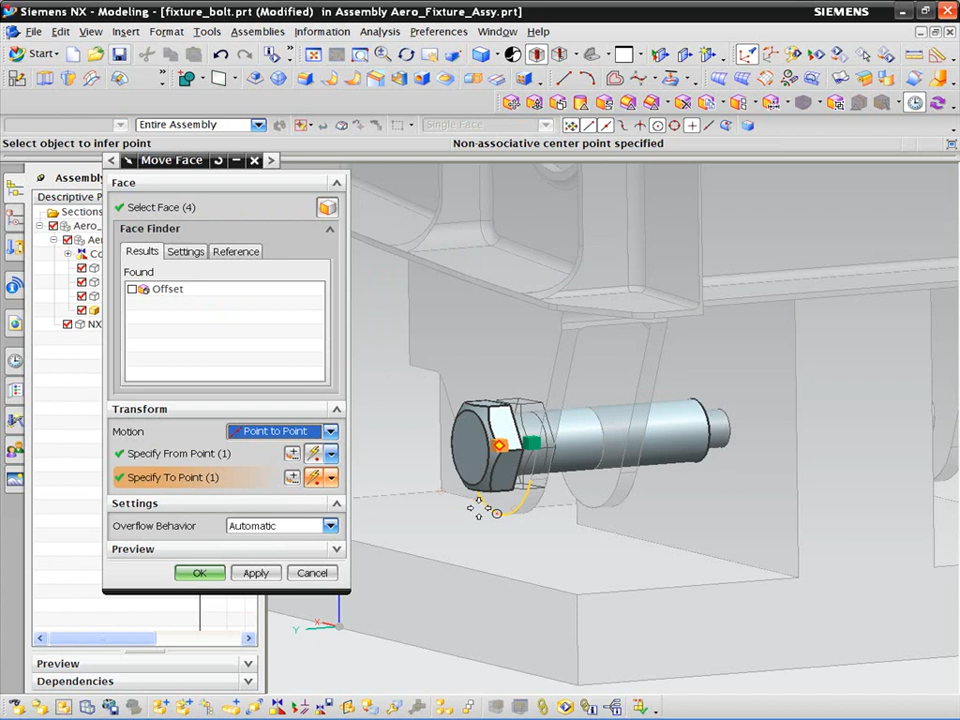 Siemens NX - Modeling - [fixture_bolt.prt (Modified) in Assembly Aero_Fixture_Assy.prt]
SIEMENS
File Edit View Insert Format Tools Assemblies Information Analysis Preferences Window Help
Start
Entire Assembly
Single Face
Select object to infer point
Non-associative center point specified
Move Face
Assemb
Descriptive P
Sections
Aero_
Aer
Co
NX
Face
Select Face (4)
Face Finder
Results Settings Reference
Found
Offset
Transform
Motion Point to Point
Specify From Point (1)
Specify To Point (1)
Settings
Overflow Behavior Automatic
Preview
OK Apply Cancel
X
Y
Preview
Dependencies